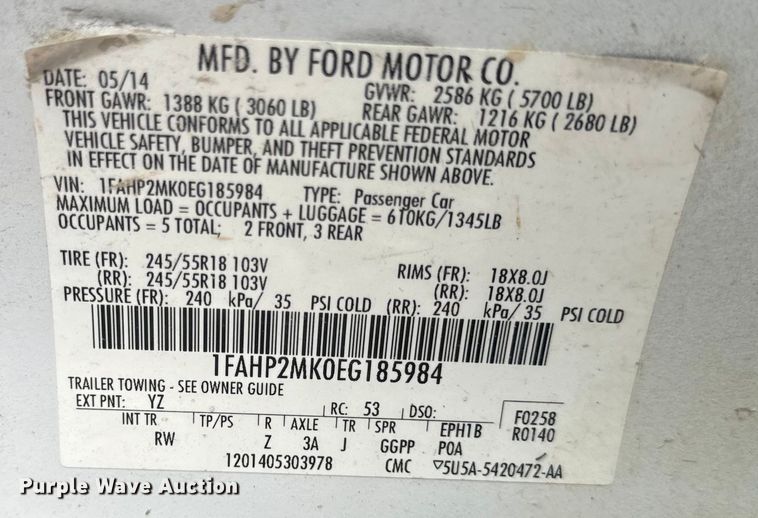 MFD. BY FORD MOTOR CO.
DATE: 05/14 GVWR: 2586 KG ( 5700 LB)
FRONT GAWR: 1388 KG ( 3060 LB) REAR GAWR: 1216 KG ( 2680 LB)
THIS VEHICLE CONFORMS TO ALL APPLICABLE FEDERAL MOTOR
VEHICLE SAFETY, BUMPER, AND THEFT PREVENTION STANDARDS
IN EFFECT ON THE DATE OF MANUFACTURE SHOWN ABOVE.
VIN: 1FAHP2MK0EG185984 TYPE: Passenger Car
MAXIMUM LOAD = OCCUPANTS + LUGGAGE = 610KG/1345LB
OCCUPANTS = 5 TOTAL; 2 FRONT, 3 REAR
TIRE (FR): 245/55R18 103V RIMS (FR): 18X8.0J
(RR): 245/55R18 103V (RR): 18X8.0J
PRESSURE (FR): 240 kPa/ 35 PSI COLD (RR): 240 kPa/ 35 PSI COLD
1FAHP2MK0EG185984
TRAILER TOWING - SEE OWNER GUIDE
EXT PNT: YZ RC: 53 DSO: F0258
INT TR TP/PS R AXLE TR SPR EPH1B R0140
RW Z 3A J GGPP POA
1201405303978 CMC ▽5U5A-5420472-AA
Purple Wave Auction